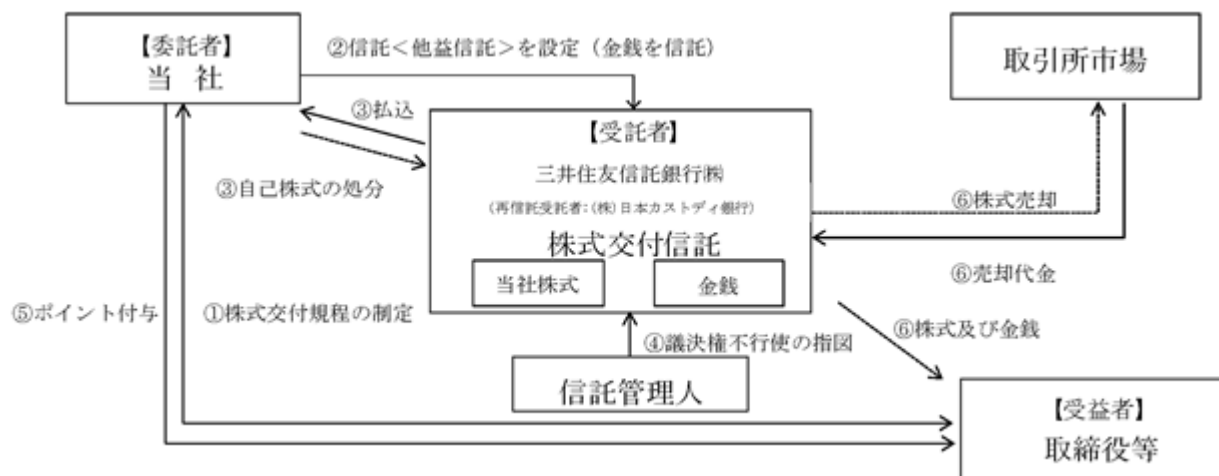 【委託者】
当 社
②信託＜他益信託＞を設定（金銭を信託）
取引所市場
③払込
③自己株式の処分
【受託者】
三井住友信託銀行㈱
（再信託受託者：（株）日本カストディ銀行）
株式交付信託
当社株式
金銭
⑥株式売却
⑥売却代金
⑤ポイント付与
①株式交付規程の制定
④議決権不行使の指図
⑥株式及び金銭
信託管理人
【受益者】
取締役等